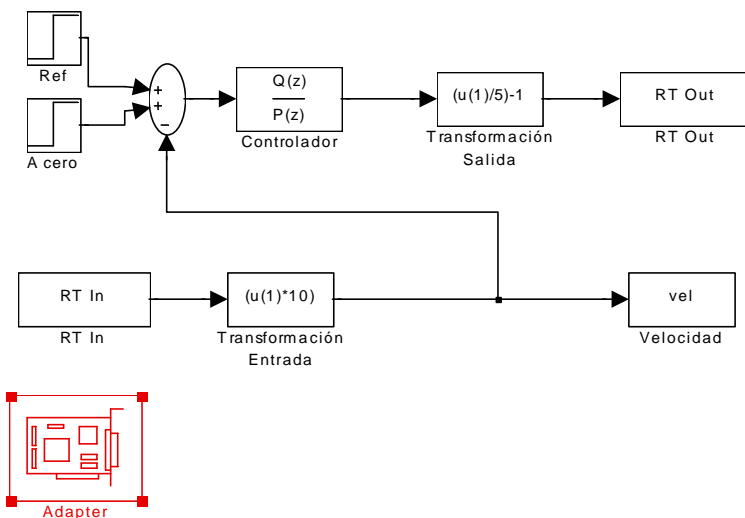 Ref
A cero
+
+
−
Q(z)
P(z)
Controlador
(u(1)/5)-1
Transformación
Salida
RT Out
RT Out
RT In
RT In
(u(1)*10)
Transformación
Entrada
vel
Velocidad
Adapter